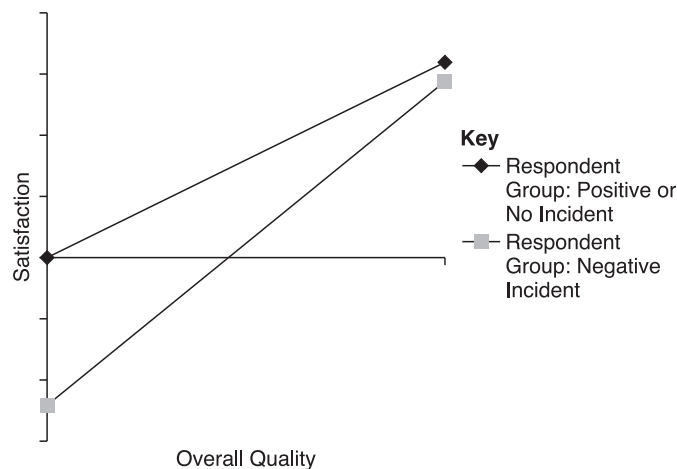 Satisfaction
Key
Respondent
Group: Positive or
No Incident
Respondent
Group: Negative
Incident
Overall Quality